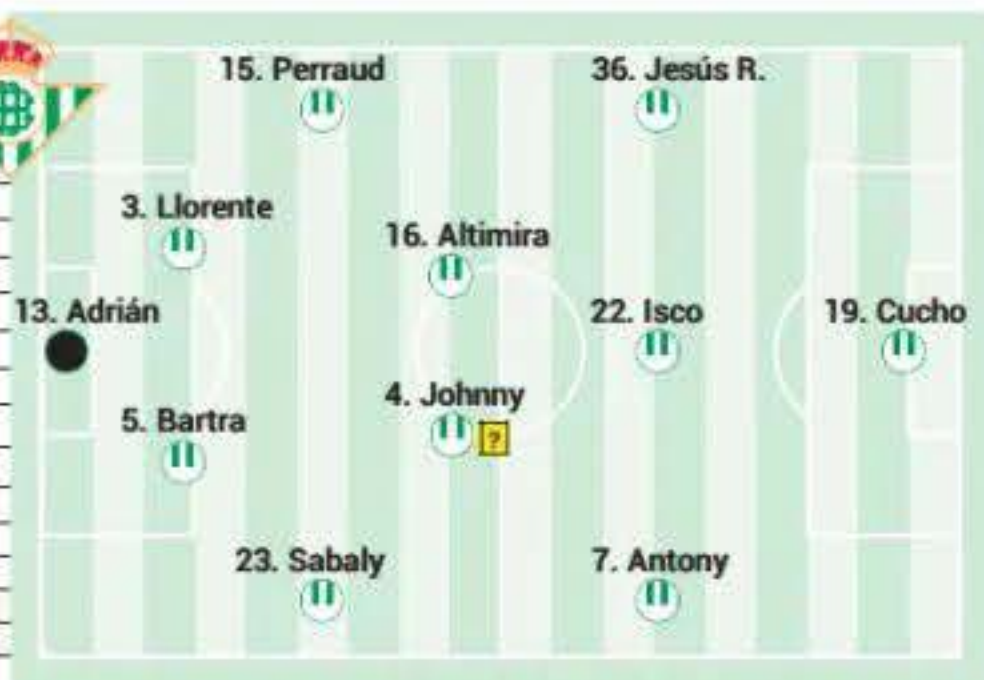 15. Perraud
36. Jesús R.
3. Llorente
16. Altimira
13. Adrián
22. Isco
19. Cucho
4. Johnny
?
5. Bartra
23. Sabaly
7. Antony